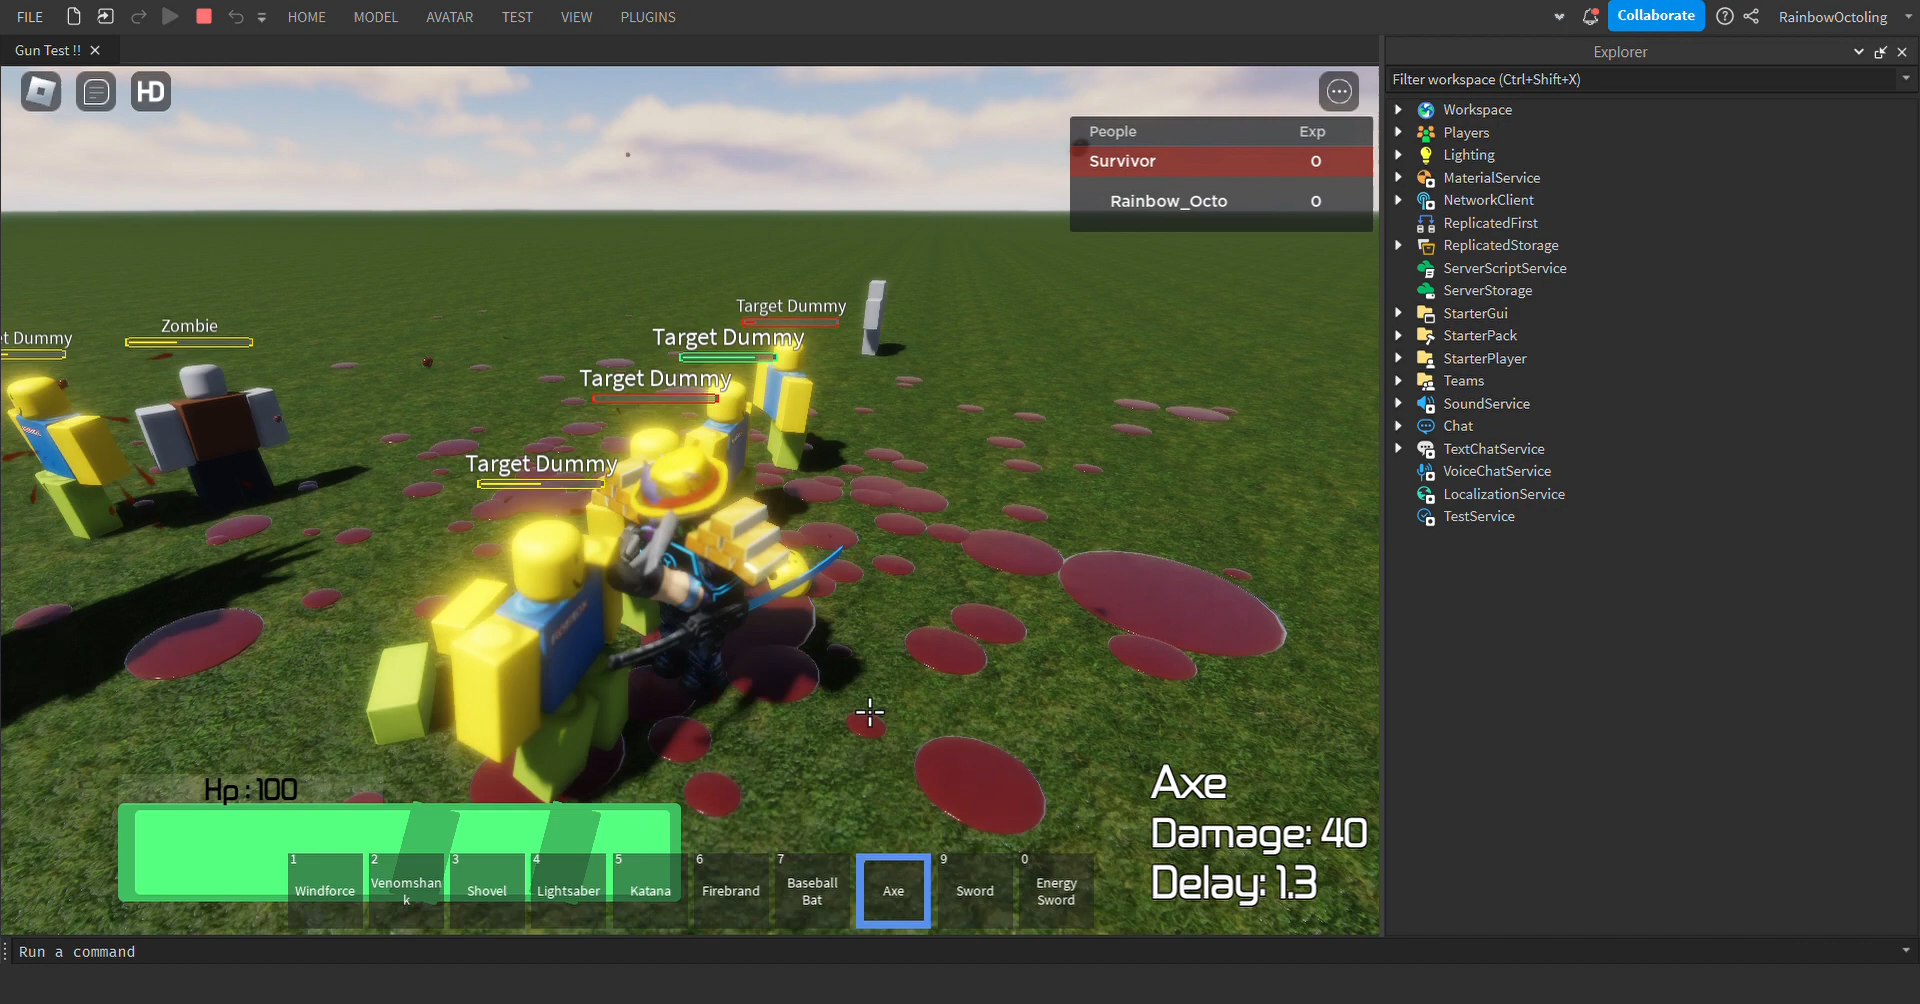 FILE
HOME
MODEL
AVATAR
TEST
VIEW
PLUGINS
Collaborate
RainbowOctoling
Gun Test !!
Explorer
Filter workspace (Ctrl+Shift+X)
HD
People Exp
Survivor 0
Rainbow_Octo 0
Target Dummy
Target Dummy
Target Dummy
Target Dummy
Zombie
t Dummy
Hp : 100
Axe
Damage: 40
Delay: 1.3
1
Windforce
2
Venomshan
k
3
Shovel
4
Lightsaber
5
Katana
6
Firebrand
7
Baseball
Bat
Axe
9
Sword
0
Energy
Sword
Workspace
Players
Lighting
MaterialService
NetworkClient
ReplicatedFirst
ReplicatedStorage
ServerScriptService
ServerStorage
StarterGui
StarterPack
StarterPlayer
Teams
SoundService
Chat
TextChatService
VoiceChatService
LocalizationService
TestService
Run a command